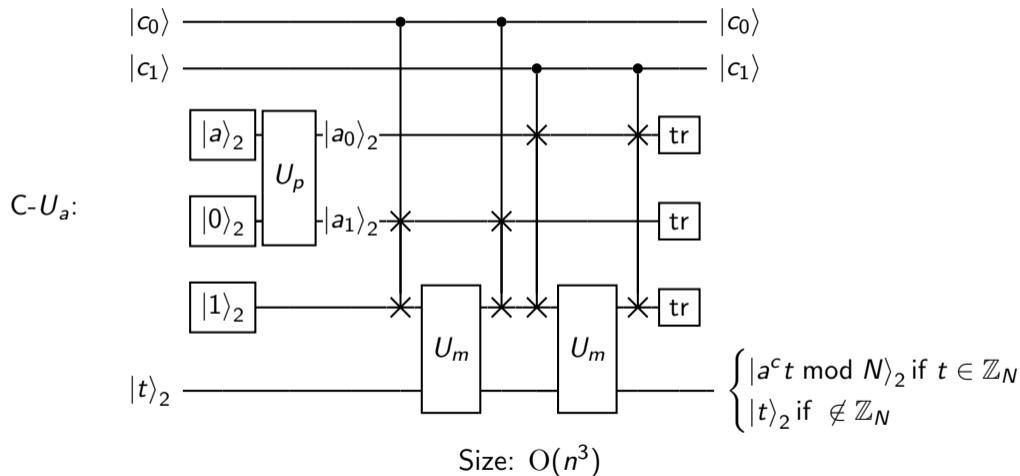 |c₀⟩ |c₀⟩
|c₁⟩ |c₁⟩
|a⟩₂ |a₀⟩₂ tr
U_p
C-U_a:
|0⟩₂ |a₁⟩₂ tr
|1⟩₂ tr
U_m U_m
|t⟩₂
|aᶜt mod N⟩₂ if t ∈ ℤ_N
|t⟩₂ if ∉ ℤ_N
Size: O(n³)